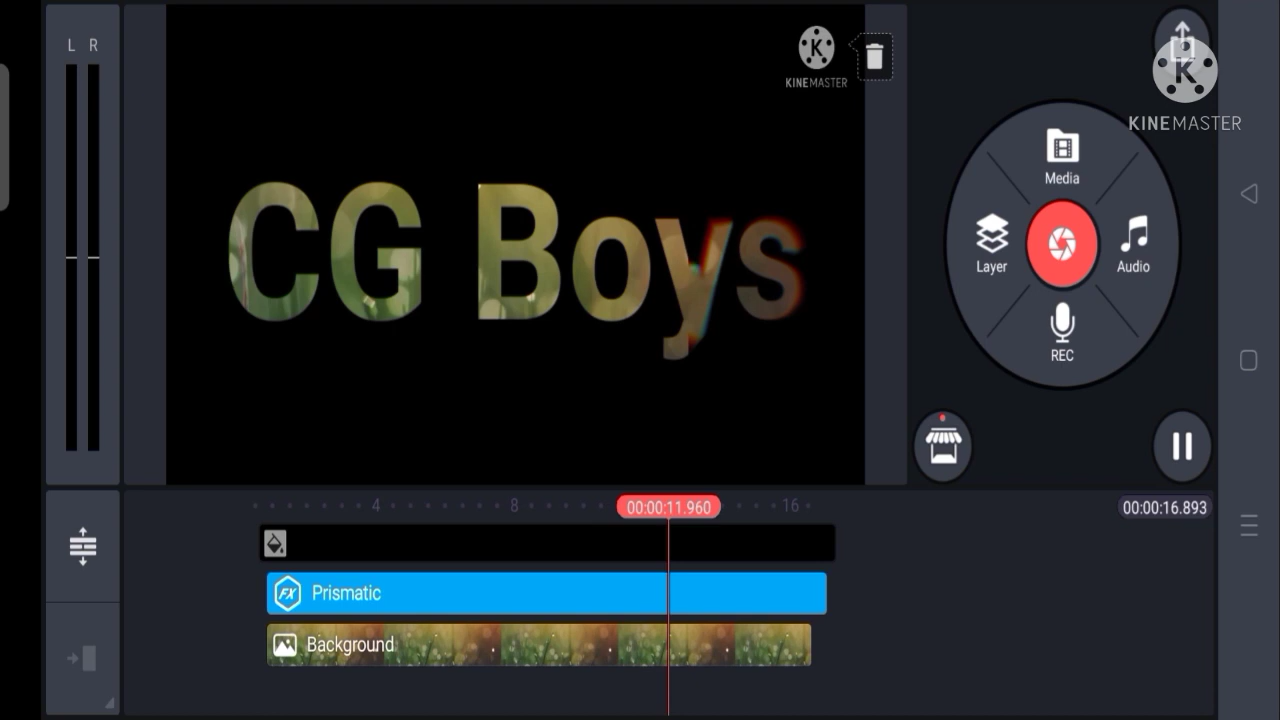 L R
KINEMASTER
KINEMASTER
CG Boys
Media
Layer
Audio
REC
4
8
00:00:11.960
16
00:00:16.893
FX Prismatic
Background